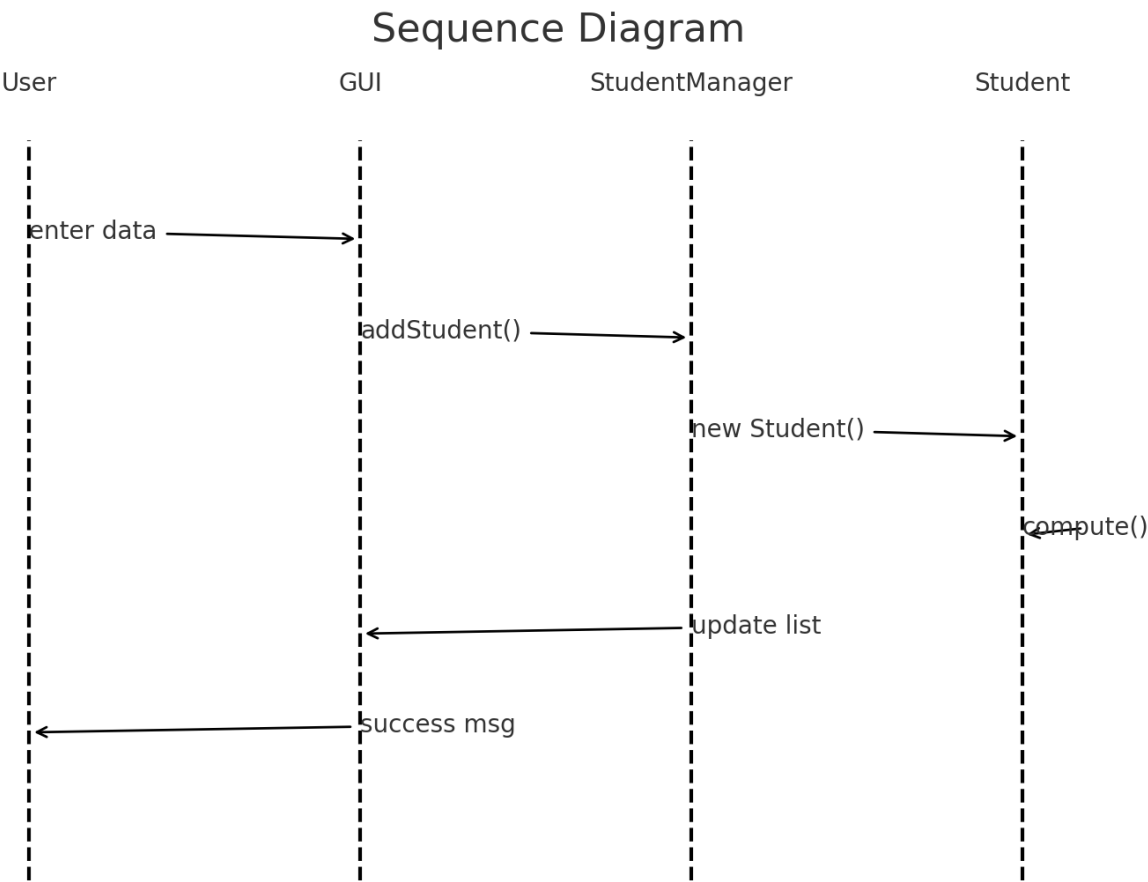 Sequence Diagram
User
GUI
StudentManager
Student
enter data
addStudent()
new Student()
compute()
update list
success msg